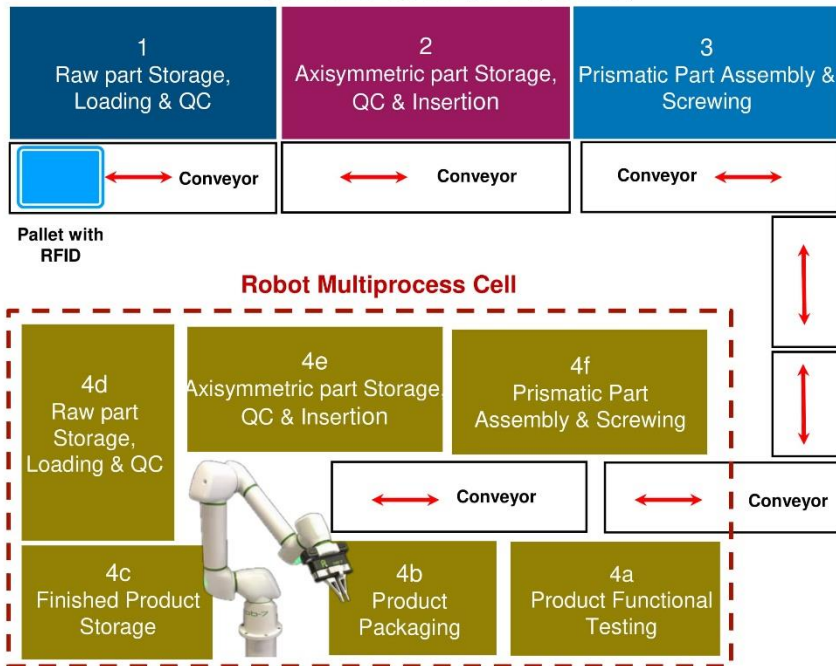 1
Raw part Storage,
Loading & QC
2
Axisymmetric part Storage,
QC & Insertion
3
Prismatic Part Assembly &
Screwing
Conveyor
Conveyor
Conveyor
Pallet with
RFID
Robot Multiprocess Cell
4d
Raw part
Storage,
Loading & QC
4e
Axisymmetric part Storage,
QC & Insertion
4f
Prismatic Part
Assembly & Screwing
Conveyor
Conveyor
4c
Finished Product
Storage
4b
Product
Packaging
4a
Product Functional
Testing